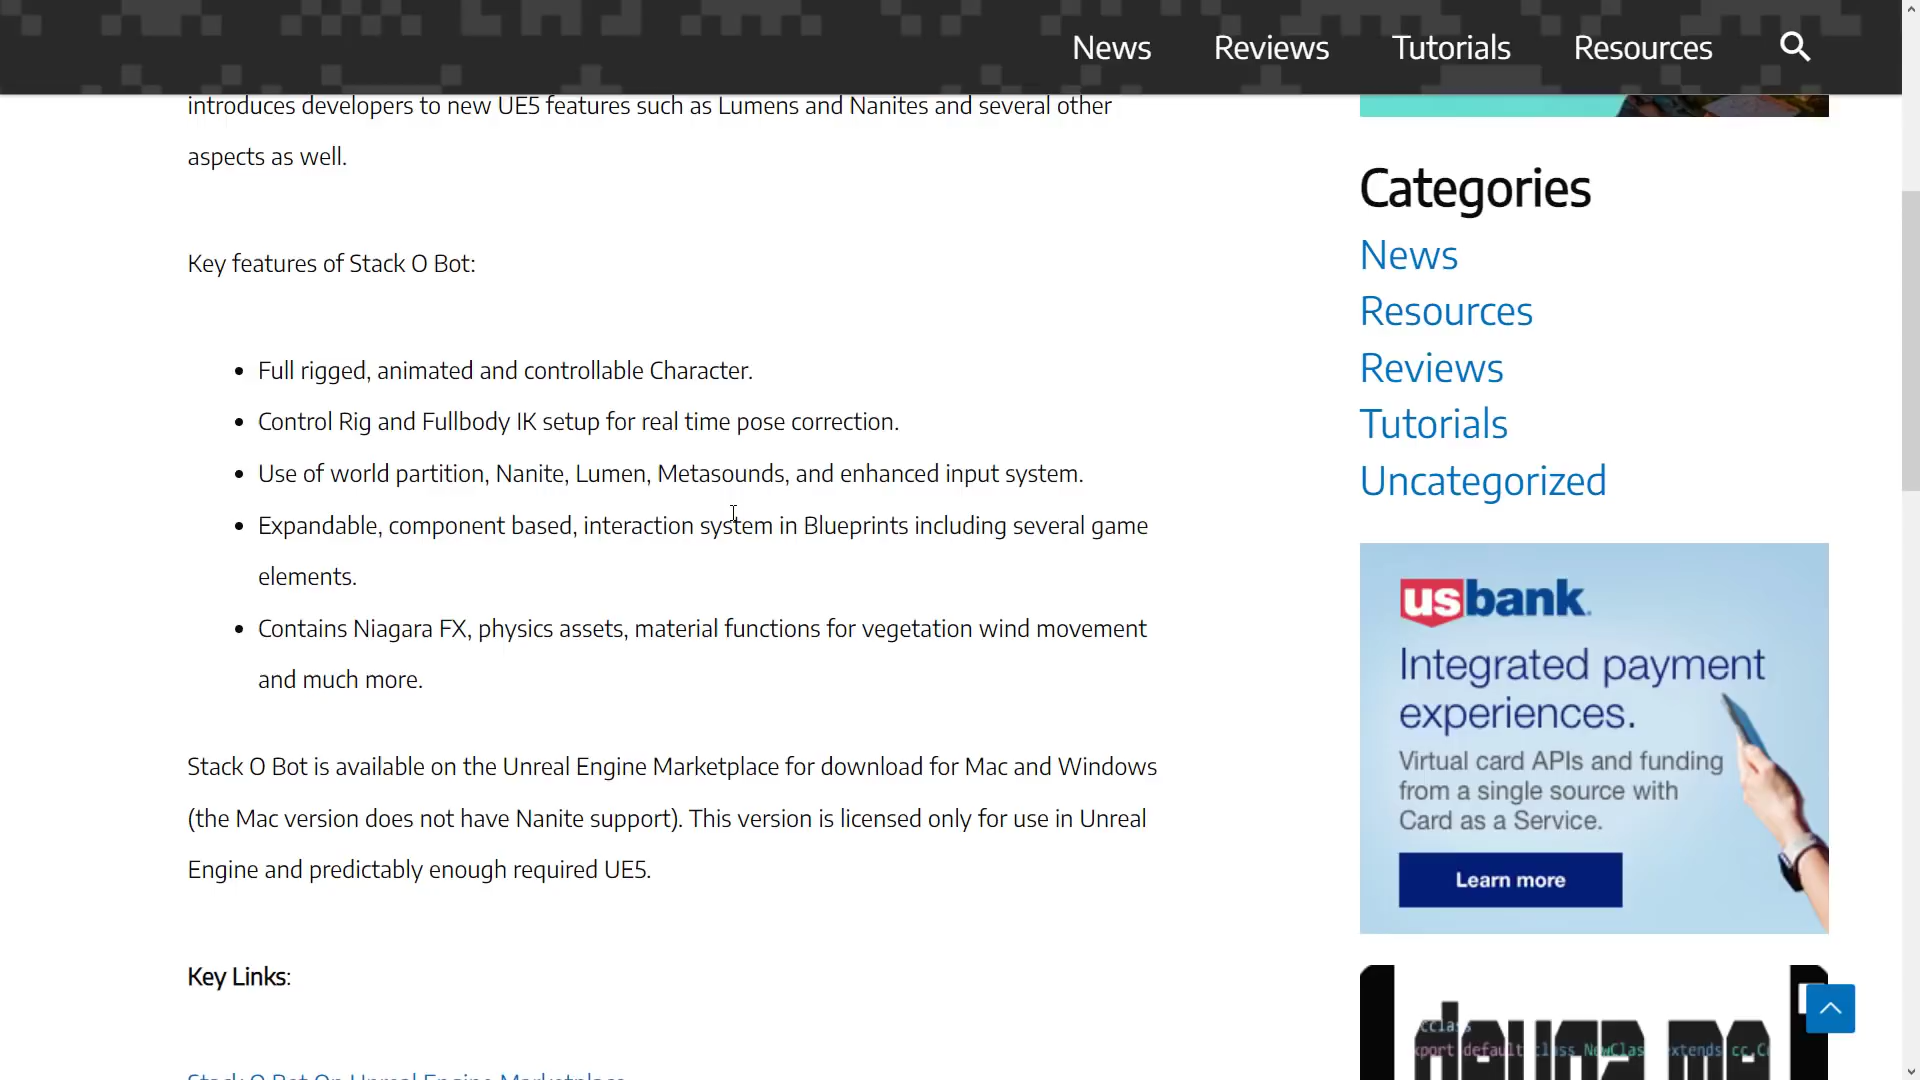 News Reviews Tutorials Resources
introduces developers to new UE5 features such as Lumens and Nanites and several other
aspects as well.
Key features of Stack O Bot:
Full rigged, animated and controllable Character.
Control Rig and Fullbody IK setup for real time pose correction.
Use of world partition, Nanite, Lumen, Metasounds, and enhanced input system.
Expandable, component based, interaction system in Blueprints including several game
elements.
Contains Niagara FX, physics assets, material functions for vegetation wind movement
and much more.
Stack O Bot is available on the Unreal Engine Marketplace for download for Mac and Windows
(the Mac version does not have Nanite support). This version is licensed only for use in Unreal
Engine and predictably enough required UE5.
Key Links:
Stack O Bot On Unreal Engine Marketplace
Categories
News
Resources
Reviews
Tutorials
Uncategorized
usbank.
Integrated payment
experiences.
Virtual card APIs and funding
from a single source with
Card as a Service.
Learn more